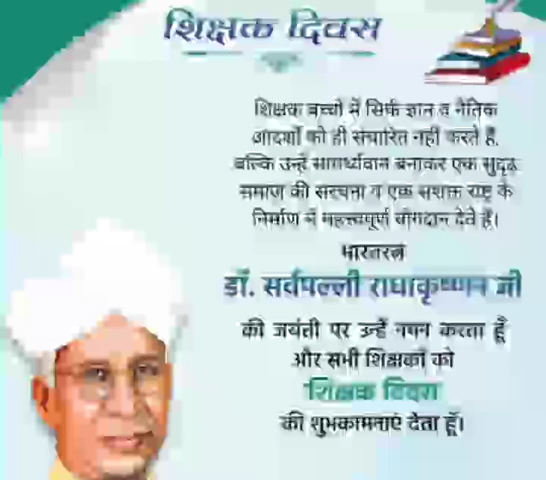 शिक्षक दिवस
शिक्षक बच्चों में सिर्फ ज्ञान व नैतिक
आदर्शों को ही संचारित नहीं करते हैं,
बल्कि उन्हें सामर्थ्यवान बनाकर एक सुदृढ़
समाज की संरचना व एक सशक्त राष्ट्र के
निर्माण में महत्त्वपूर्ण योगदान देते हैं।
भारतरत्न
डॉ. सर्वपल्ली राधाकृष्णन जी
की जयंती पर उन्हें नमन करता हूँ
और सभी शिक्षकों को
शिक्षक दिवस
की शुभकामनाएं देता हूँ।